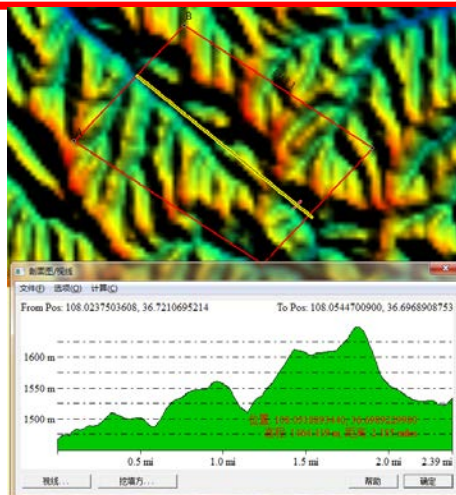 B
剖面图/视线
文件(F) 选项(O) 计算(C)
From Pos: 108.0237503608, 36.7210695214 To Pos: 108.0544700900, 36.6968908753
1600 m
1550 m
1500 m
0.5 mi 1.0 mi 1.5 mi 2.0 mi 2.39 mi
视线... 挖填方... 帮助 确定